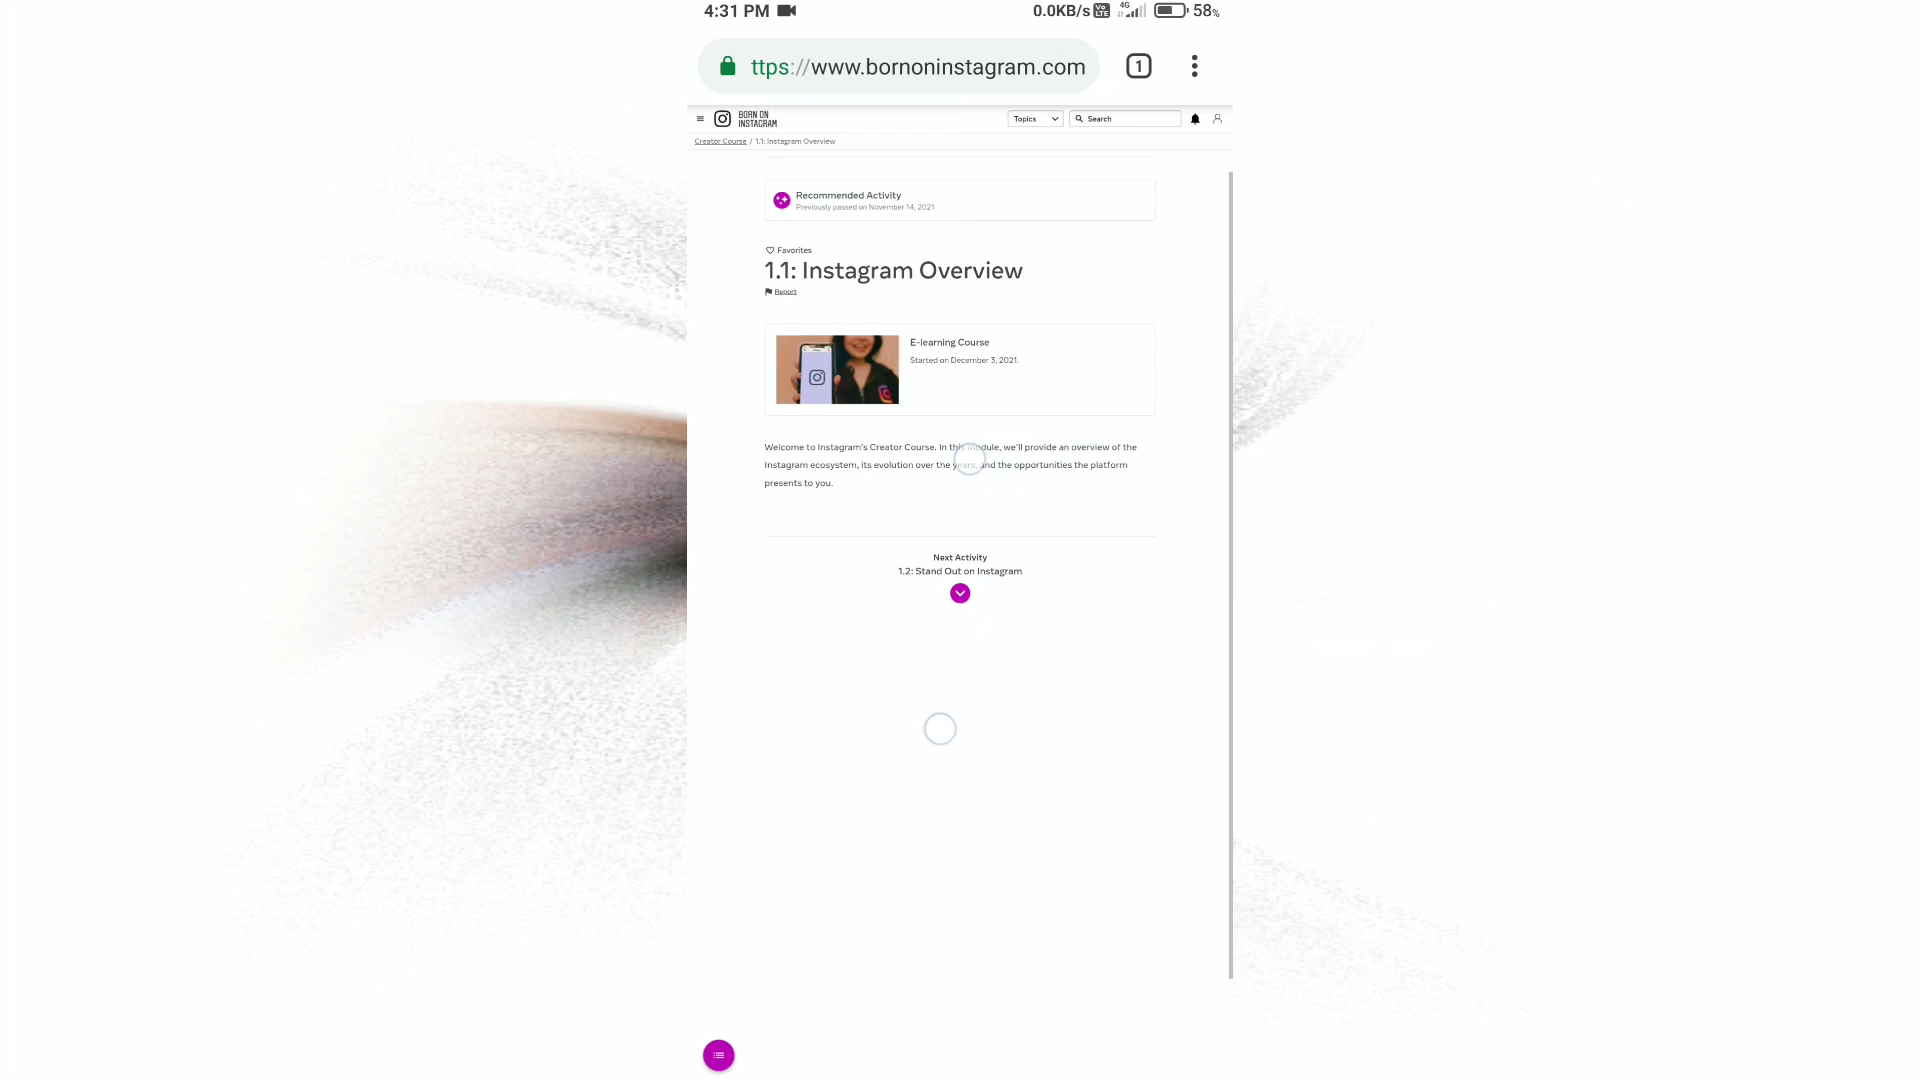 4:31 PM 0.0KB/s Vo LTE 4G 58%
ttps://www.bornoninstagram.com 1
BORN ON
INSTAGRAM
Topics Search
Creator Course / 1.1: Instagram Overview
Recommended Activity
Previously passed on November 14, 2021
Favorites
1.1: Instagram Overview
Report
E-learning Course
Started on December 3, 2021.
Welcome to Instagram's Creator Course. In this module, we'll provide an overview of the
Instagram ecosystem, its evolution over the years, and the opportunities the platform
presents to you.
Next Activity
1.2: Stand Out on Instagram